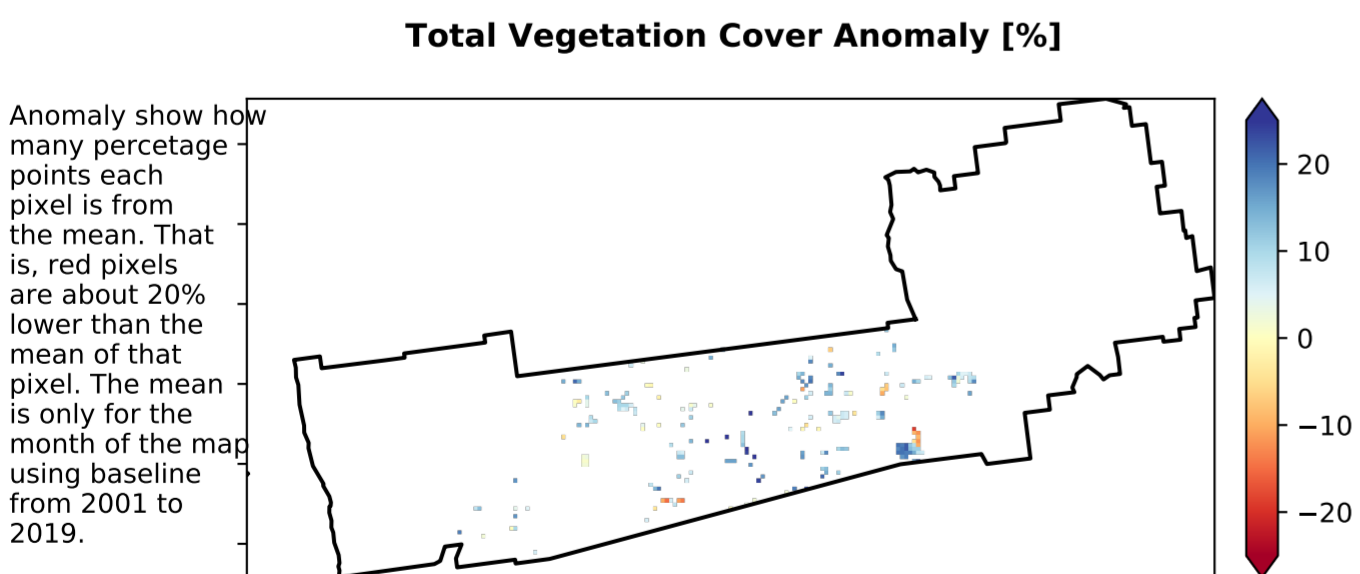 Total Vegetation Cover Anomaly [%]
Anomaly show how
many percetage
points each
pixel is from
the mean. That
is, red pixels
are about 20%
lower than the
mean of that
pixel. The mean
is only for the
month of the map
using baseline
from 2001 to
2019.
20
10
0
−10
−20